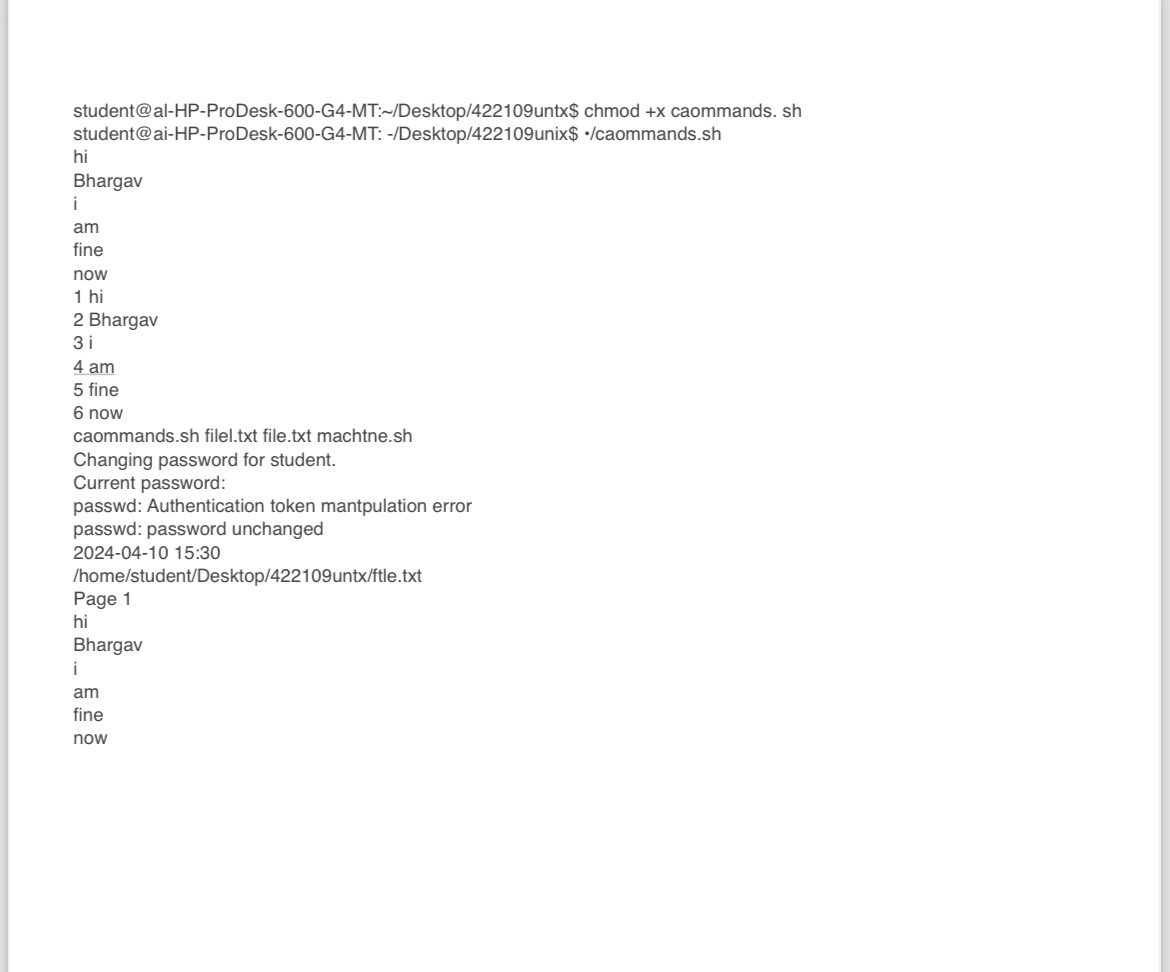 student@al-HP-ProDesk-600-G4-MT:~/Desktop/422109untx$ chmod +x caommands. sh
student@ai-HP-ProDesk-600-G4-MT: -/Desktop/422109unix$ •/caommands.sh
hi
Bhargav
i
am
fine
now
1 hi
2 Bhargav
3 i
4 am
5 fine
6 now
caommands.sh filel.txt file.txt machtne.sh
Changing password for student.
Current password:
passwd: Authentication token mantpulation error
passwd: password unchanged
2024-04-10 15:30
/home/student/Desktop/422109untx/ftle.txt
Page 1
hi
Bhargav
i
am
fine
now